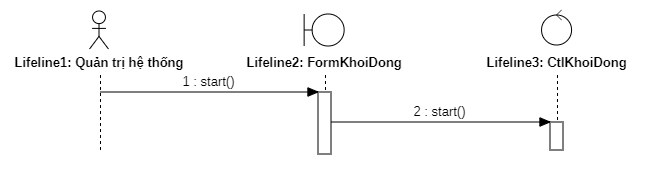 Lifeline1: Quản trị hệ thống
Lifeline2: FormKhoiDong
Lifeline3: CtlKhoiDong
1 : start()
2 : start()